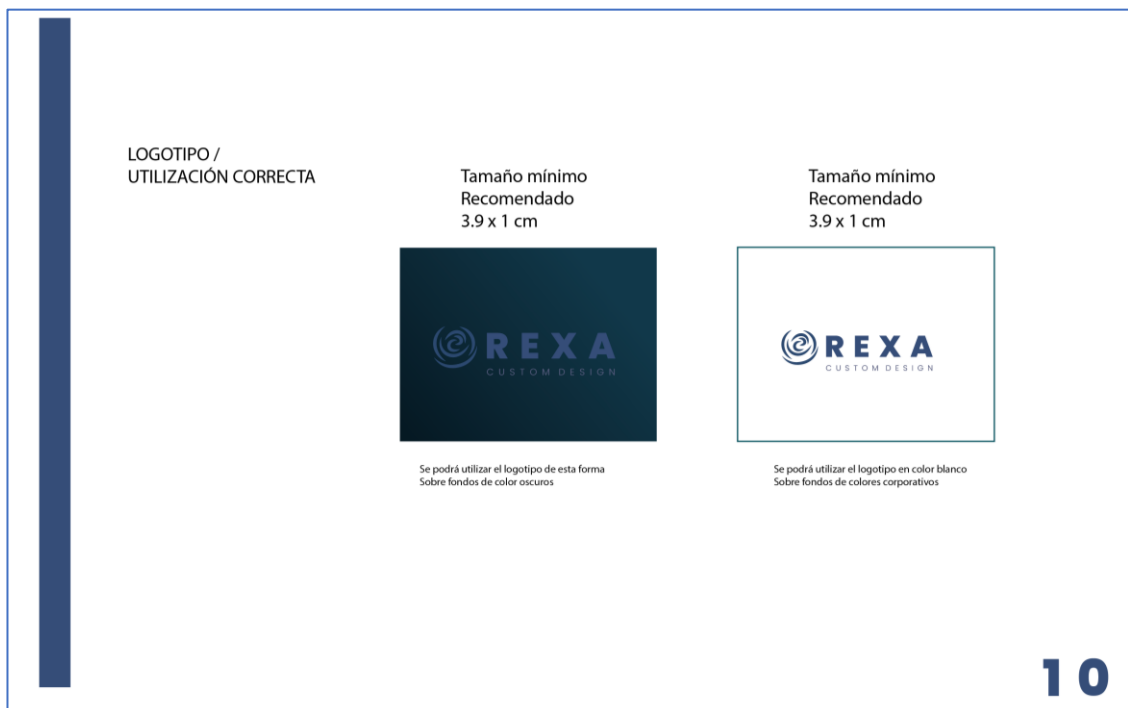 LOGOTIPO /
UTILIZACIÓN CORRECTA
Tamaño mínimo
Recomendado
3.9 x 1 cm
REXA
CUSTOM DESIGN
Se podrá utilizar el logotipo de esta forma
Sobre fondos de color oscuros
Tamaño mínimo
Recomendado
3.9 x 1 cm
REXA
CUSTOM DESIGN
Se podrá utilizar el logotipo en color blanco
Sobre fondos de colores corporativos
10